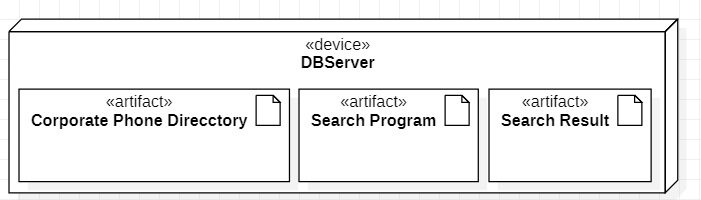 «device»
DBServer
«artifact»
Corporate Phone Direcctory
«artifact»
Search Program
«artifact»
Search Result